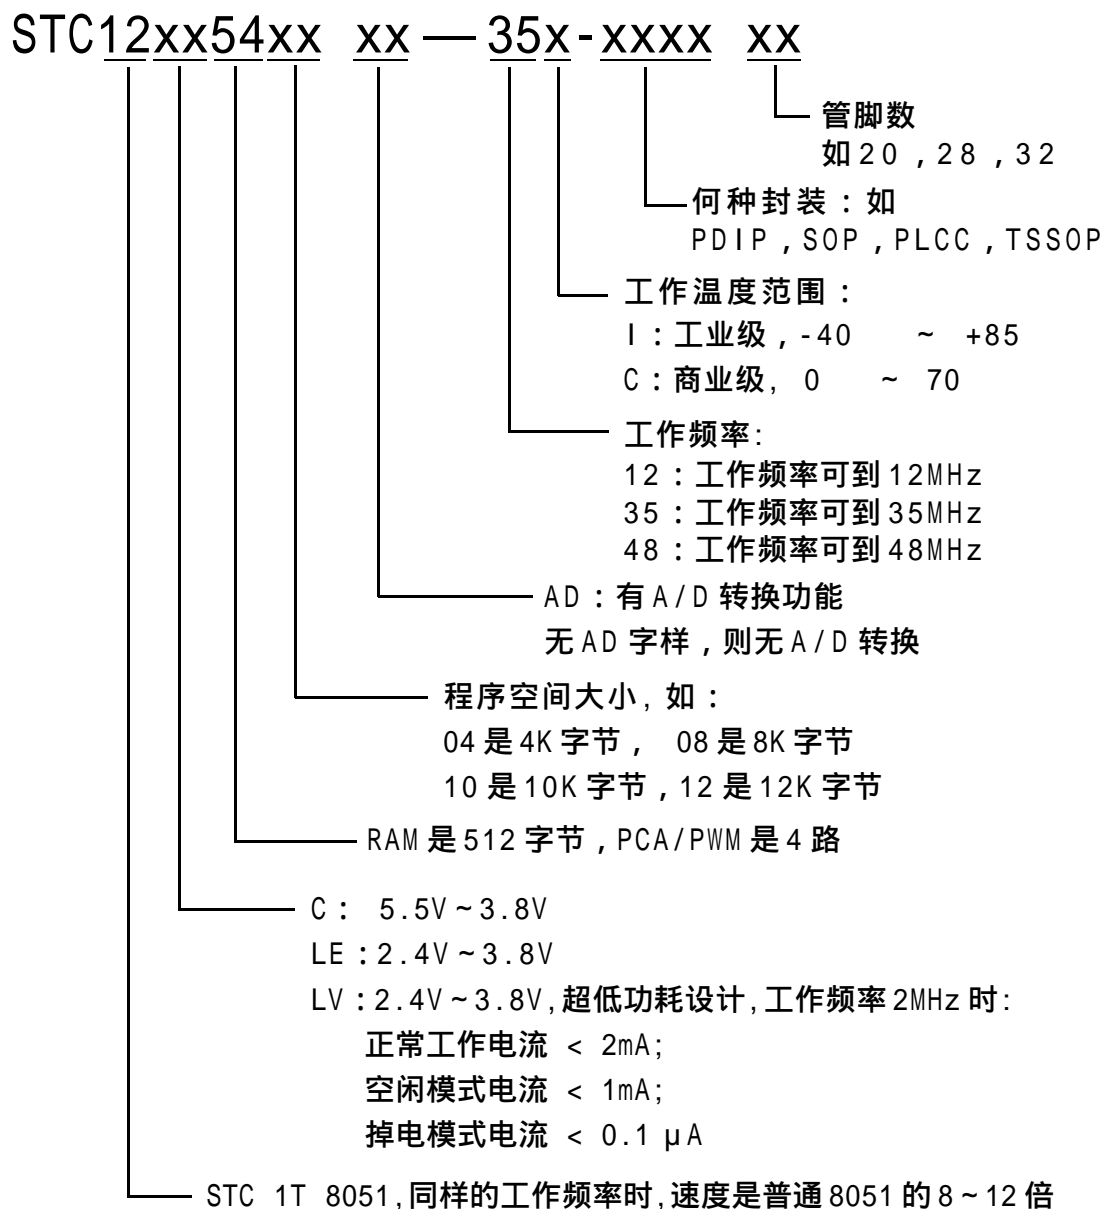 STC12xx54xx xx — 35x-xxxx xx
管脚数
如20,28,32
何种封装:如
PDIP,SOP,PLCC,TSSOP
工作温度范围:
I:工业级,-40 ~ +85
C:商业级, 0 ~ 70
工作频率:
12:工作频率可到12MHz
35:工作频率可到35MHz
48:工作频率可到48MHz
AD:有A/D转换功能
无AD字样,则无A/D转换
程序空间大小,如:
04是4K字节, 08是8K字节
10是10K字节,12是12K字节
RAM是512字节,PCA/PWM是4路
C: 5.5V~3.8V
LE:2.4V~3.8V
LV:2.4V~3.8V,超低功耗设计,工作频率2MHz时:
正常工作电流 < 2mA;
空闲模式电流 < 1mA;
掉电模式电流 < 0.1μA
STC 1T 8051,同样的工作频率时,速度是普通8051的8~12倍